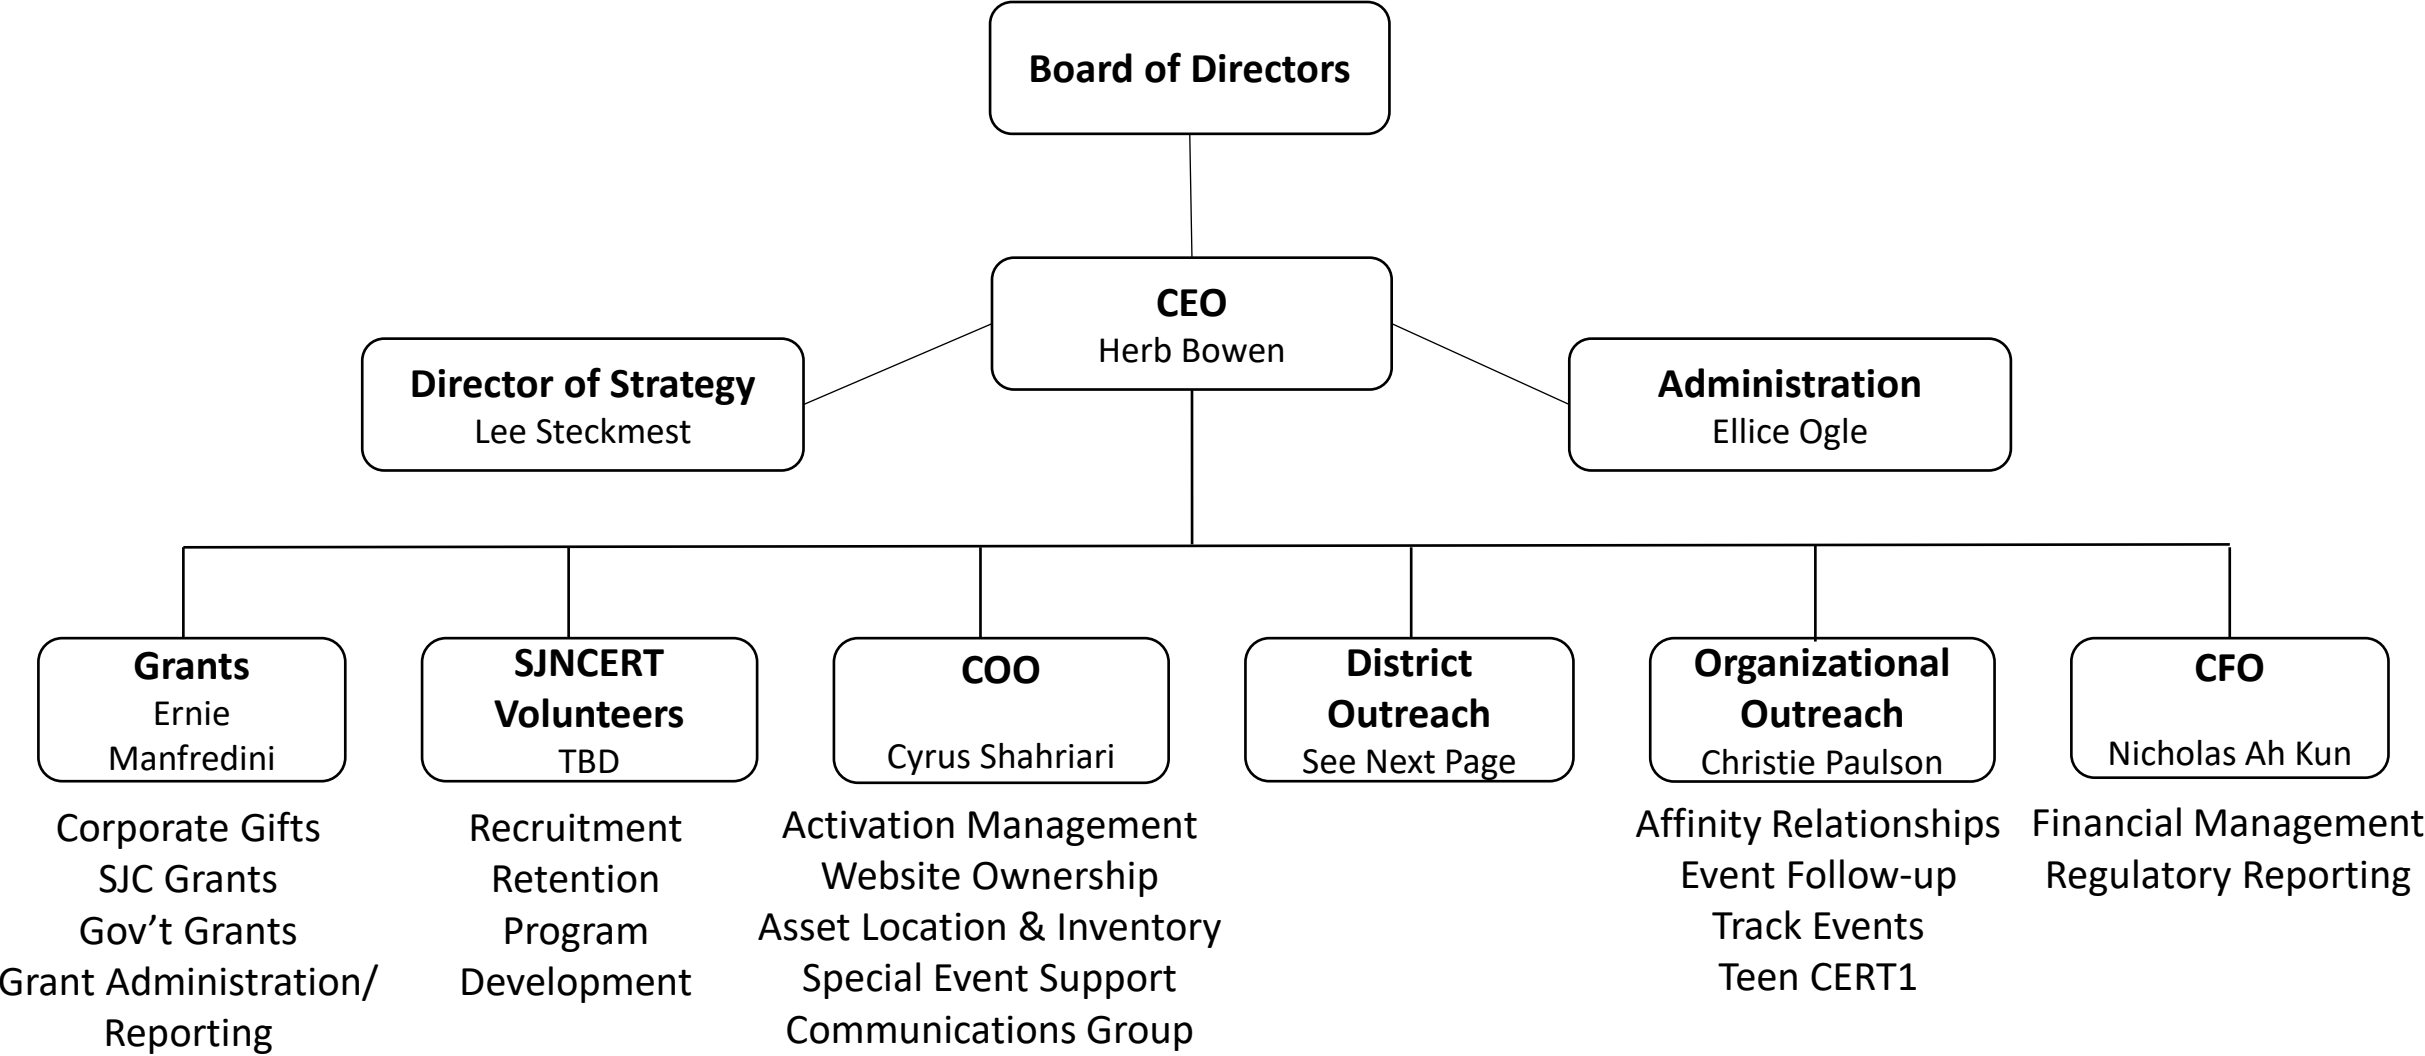 Board of Directors
CEO
Herb Bowen
Director of Strategy
Lee Steckmest
Administration
Ellice Ogle
Grants
Ernie
Manfredini
Corporate Gifts
SJC Grants
Gov’t Grants
Grant Administration/
Reporting
SJNCERT
Volunteers
TBD
Recruitment
Retention
Program
Development
COO
Cyrus Shahriari
Activation Management
Website Ownership
Asset Location & Inventory
Special Event Support
Communications Group
District
Outreach
See Next Page
Organizational
Outreach
Christie Paulson
Affinity Relationships
Event Follow-up
Track Events
Teen CERT1
CFO
Nicholas Ah Kun
Financial Management
Regulatory Reporting